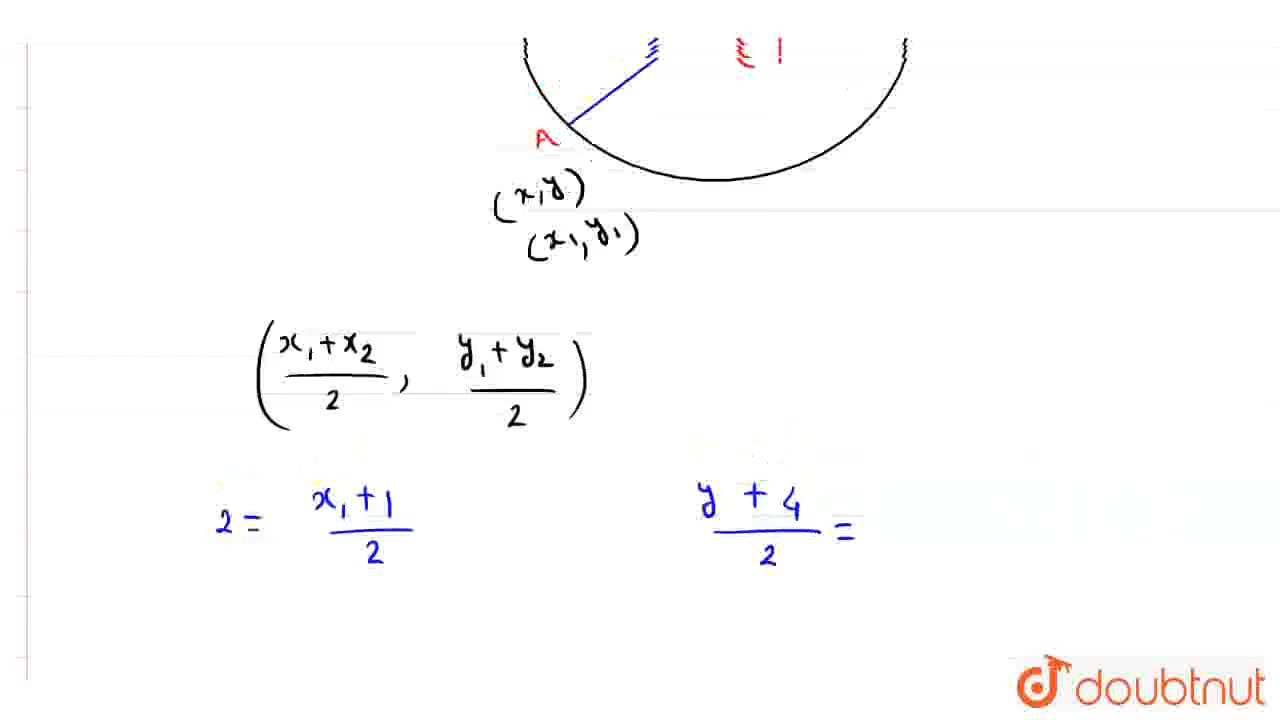 A
(x,y)
(x₁,y₁)
(x₁+x₂/2, y₁+y₂/2)
2 = x₁+1/2
y+4/2 =
doubtnut